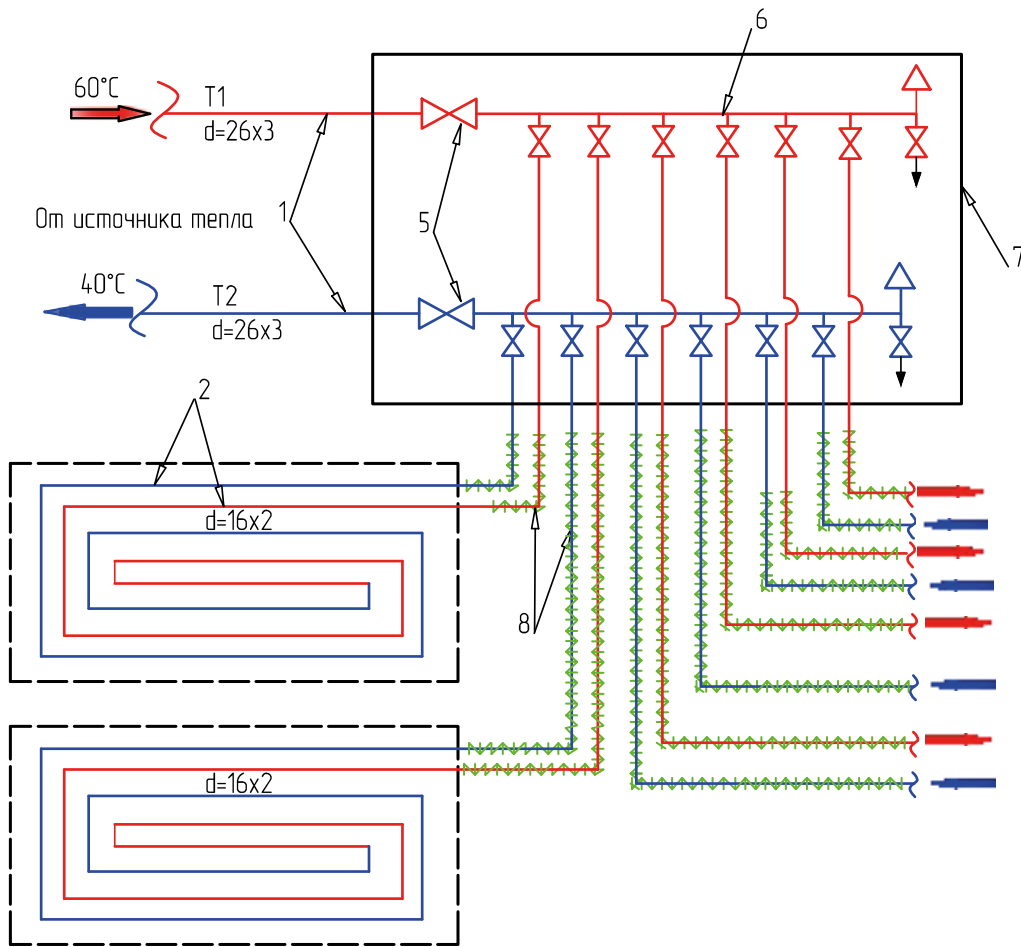 6
60°C
T1
d=26x3
1
5
От источника тепла
7
40°C
T2
d=26x3
2
d=16x2
8
d=16x2